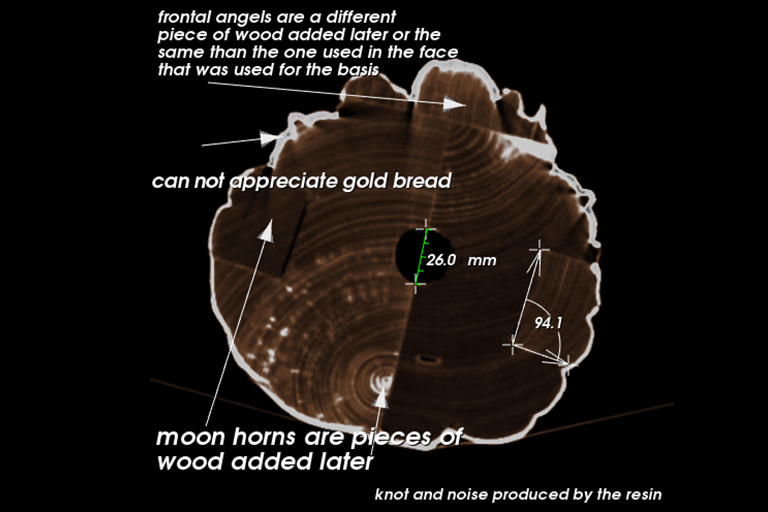 frontal angels are a different
piece of wood added later or the
same than the one used in the face
that was used for the basis
can not appreciate gold bread
26.0 mm
94.1
moon horns are pieces of
wood added later
knot and noise produced by the resin